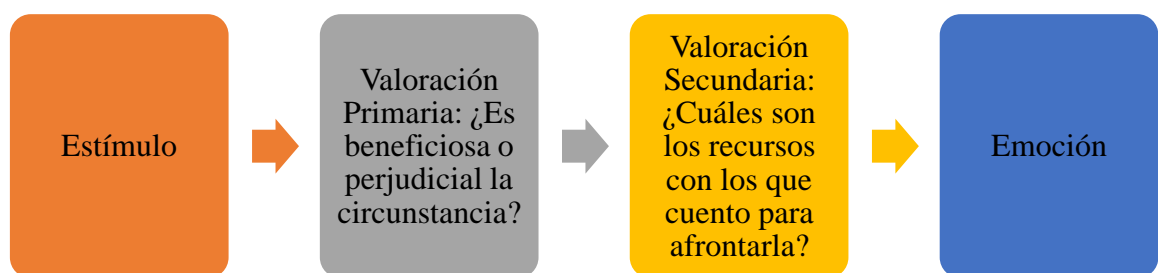 Estímulo
Valoración
Primaria: ¿Es
beneficiosa o
perjudicial la
circunstancia?
Valoración
Secundaria:
¿Cuáles son
los recursos
con los que
cuento para
afrontarla?
Emoción